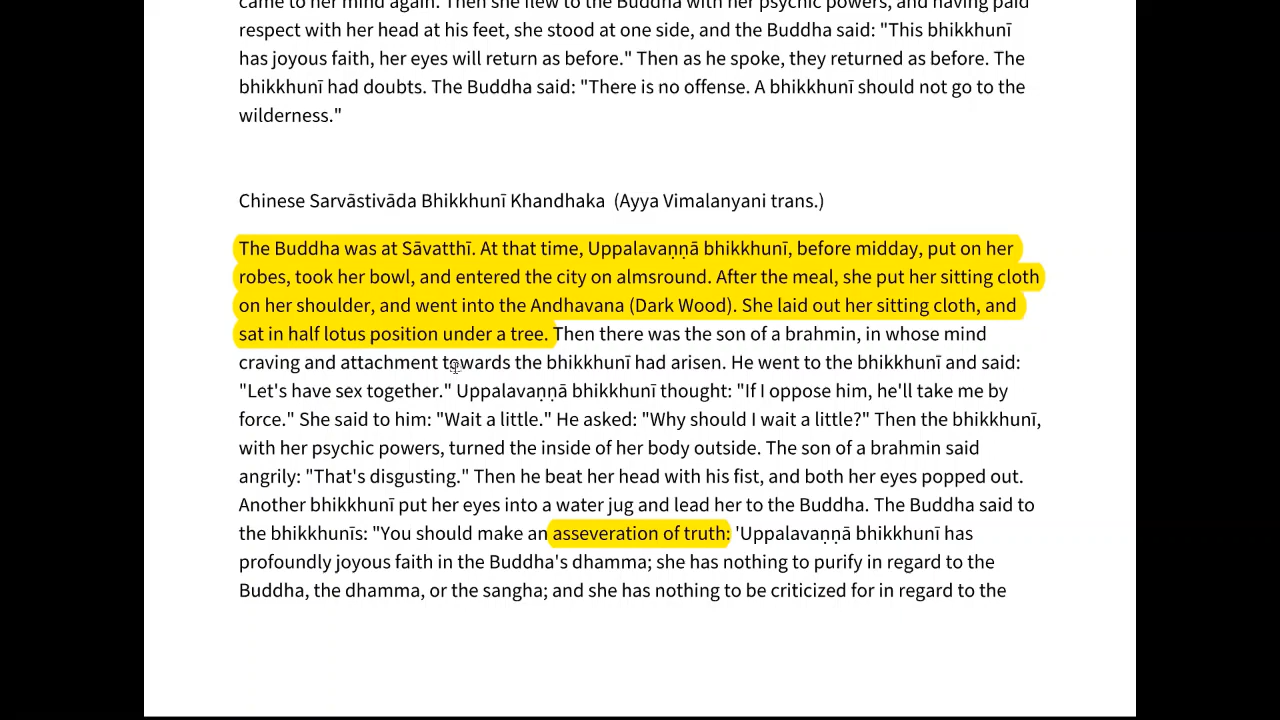 came to her mind again. Then she flew to the Buddha with her psychic powers, and having paid
respect with her head at his feet, she stood at one side, and the Buddha said: "This bhikkhunī
has joyous faith, her eyes will return as before." Then as he spoke, they returned as before. The
bhikkhunī had doubts. The Buddha said: "There is no offense. A bhikkhunī should not go to the
wilderness."
Chinese Sarvāstivāda Bhikkhunī Khandhaka (Ayya Vimalanyani trans.)
The Buddha was at Sāvatthī. At that time, Uppalavaṇṇā bhikkhunī, before midday, put on her
robes, took her bowl, and entered the city on almsround. After the meal, she put her sitting cloth
on her shoulder, and went into the Andhavana (Dark Wood). She laid out her sitting cloth, and
sat in half lotus position under a tree. Then there was the son of a brahmin, in whose mind
craving and attachment towards the bhikkhunī had arisen. He went to the bhikkhunī and said:
"Let's have sex together." Uppalavaṇṇā bhikkhunī thought: "If I oppose him, he'll take me by
force." She said to him: "Wait a little." He asked: "Why should I wait a little?" Then the bhikkhunī,
with her psychic powers, turned the inside of her body outside. The son of a brahmin said
angrily: "That's disgusting." Then he beat her head with his fist, and both her eyes popped out.
Another bhikkhunī put her eyes into a water jug and lead her to the Buddha. The Buddha said to
the bhikkhunīs: "You should make an asseveration of truth: 'Uppalavaṇṇā bhikkhunī has
profoundly joyous faith in the Buddha's dhamma; she has nothing to purify in regard to the
Buddha, the dhamma, or the sangha; and she has nothing to be criticized for in regard to the